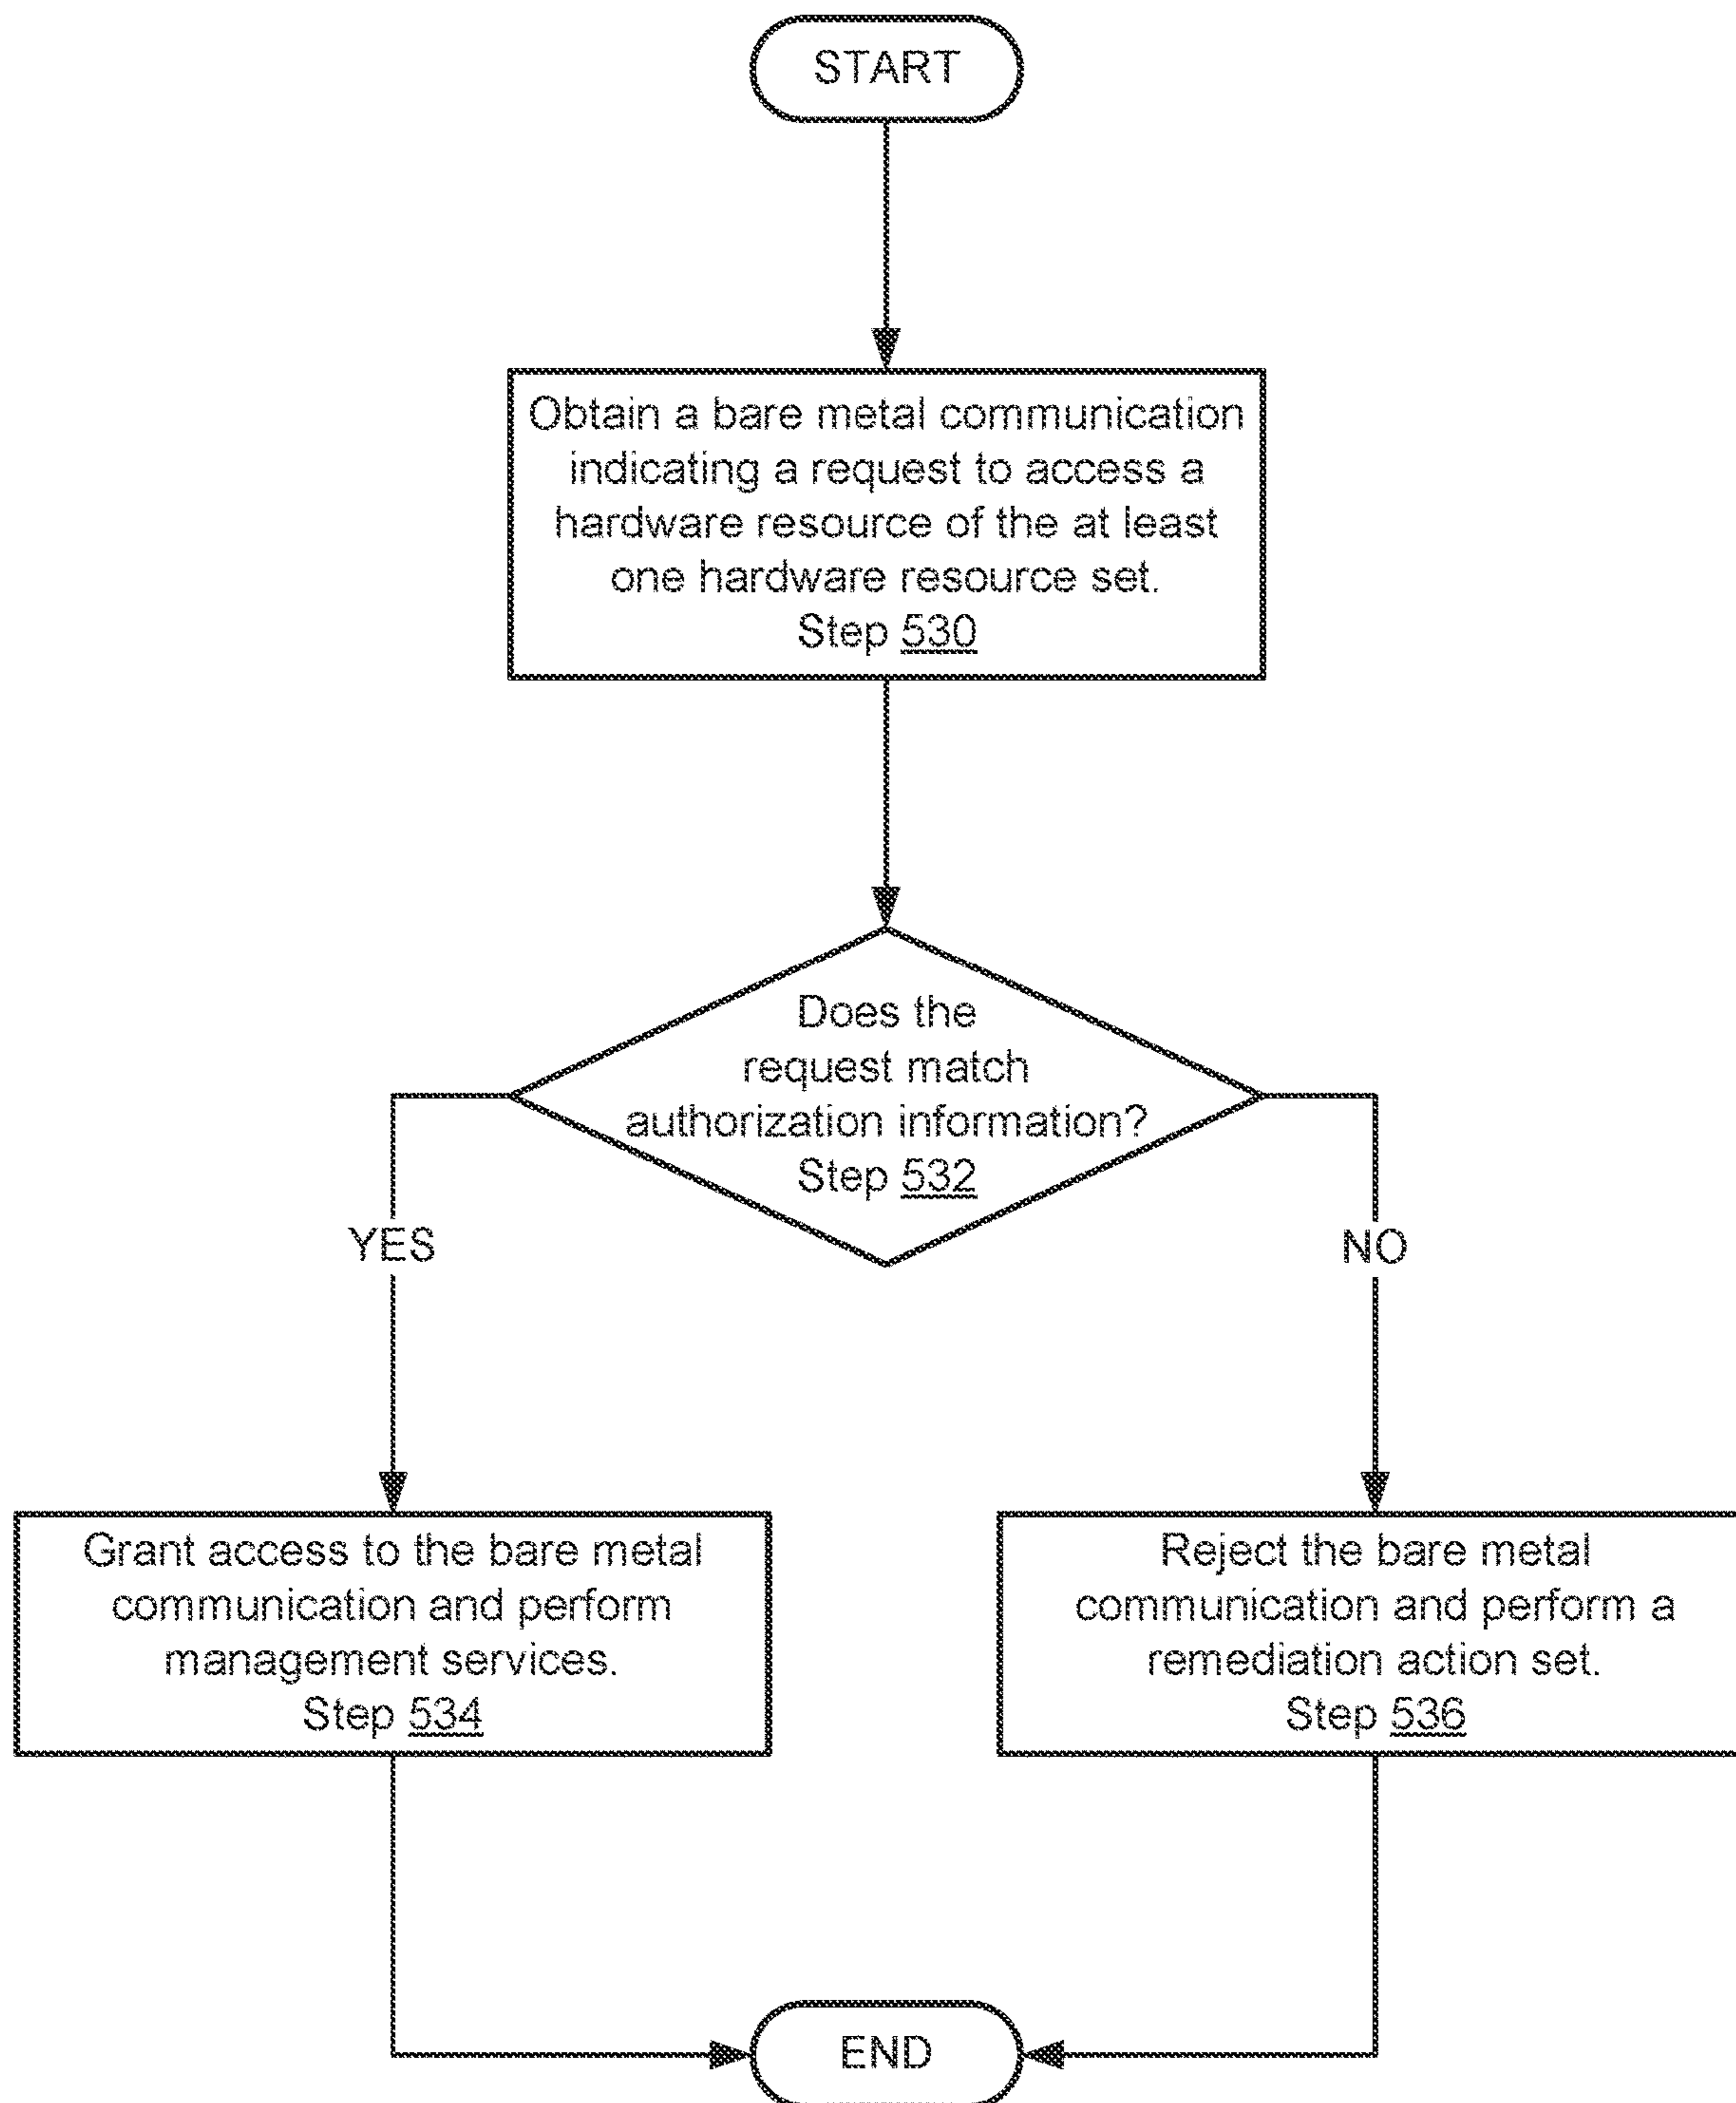 START
Obtain a bare metal communication
indicating a request to access a
hardware resource of the at least
one hardware resource set.
Step 530
Does the
request match
authorization information?
Step 532
YES
NO
Grant access to the bare metal
communication and perform
management services.
Step 534
Reject the bare metal
communication and perform a
remediation action set.
Step 536
END